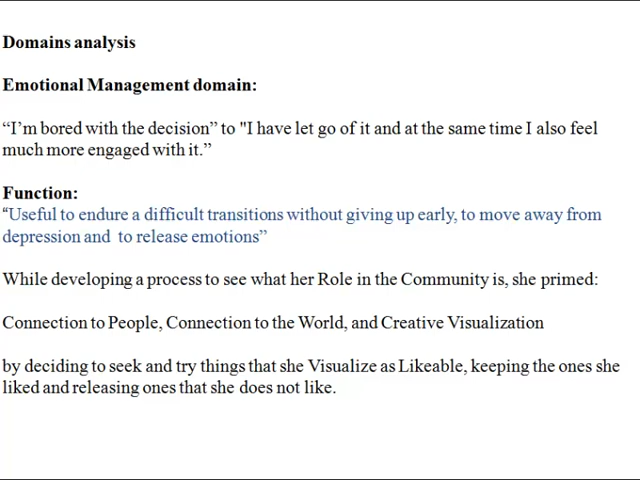 Domains analysis
Emotional Management domain:
“I’m bored with the decision” to "I have let go of it and at the same time I also feel
much more engaged with it.”
Function:
“Useful to endure a difficult transitions without giving up early, to move away from
depression and  to release emotions”
While developing a process to see what her Role in the Community is, she primed:
Connection to People, Connection to the World, and Creative Visualization
by deciding to seek and try things that she Visualize as Likeable, keeping the ones she
liked and releasing ones that she does not like.